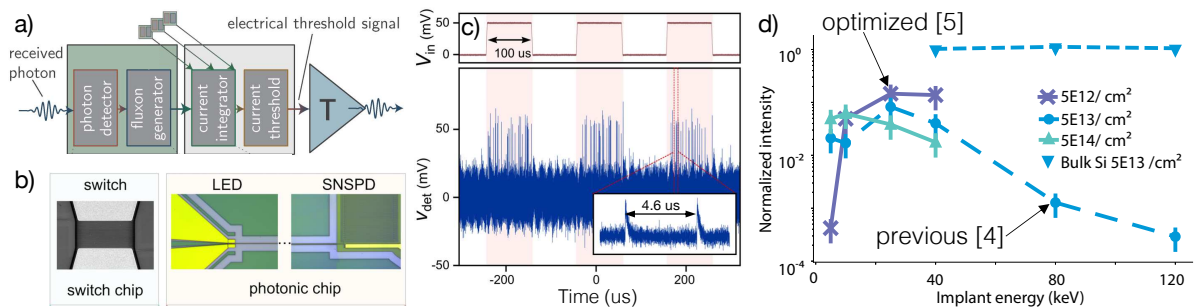 a)
electrical threshold signal
received
photon
photon
detector
fluxon
generator
current
integrator
current
threshold
T
b)
switch
switch chip
LED
SNSPD
photonic chip
c)
V_in (mV)
50
0
100 us
V_det (mV)
100
50
0
-50
4.6 us
-200
0
200
Time (us)
d)
optimized [5]
Normalized intensity
10^0
10^-2
10^-4
5E12/ cm²
5E13/ cm²
5E14/ cm²
Bulk Si 5E13 /cm²
previous [4]
0
40
80
120
Implant energy (keV)